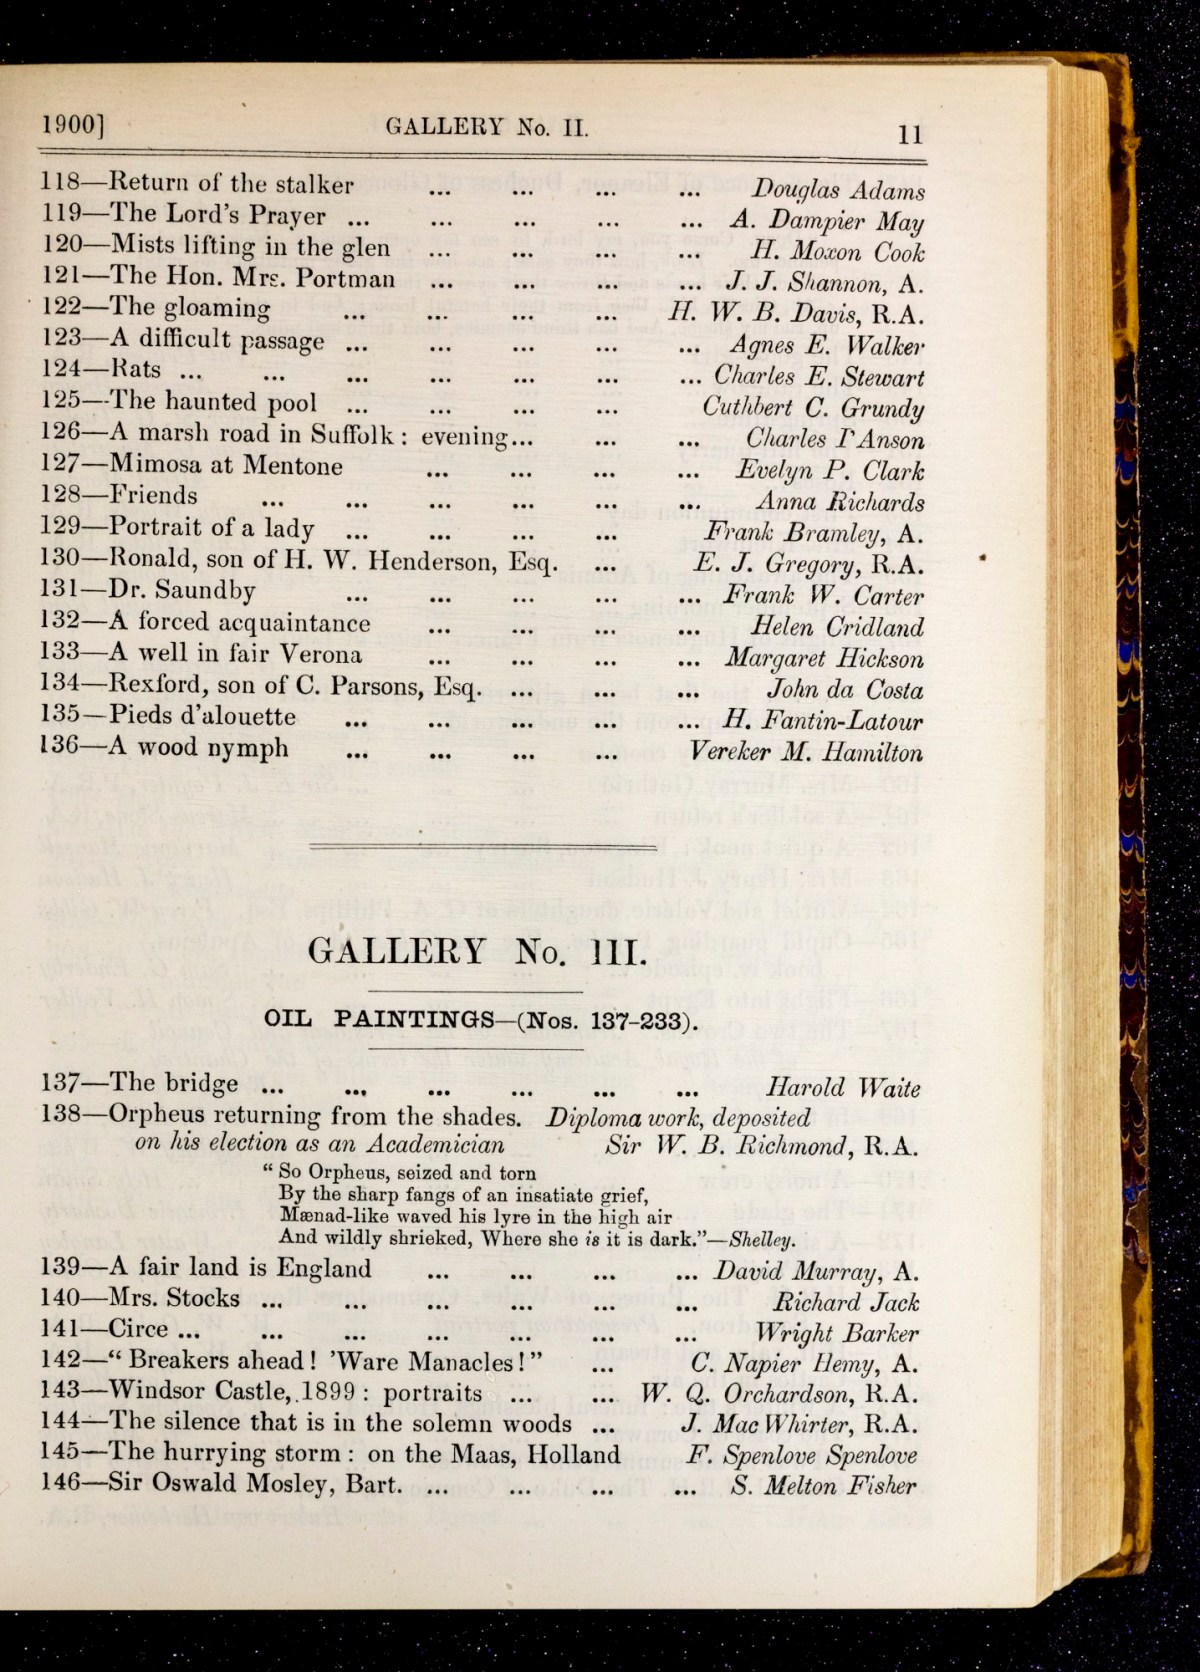 1900] GALLERY No. II. 11
118—Return of the stalker ... ... ... ... Douglas Adams
119—The Lord's Prayer ... ... ... ... ... A. Dampier May
120—Mists lifting in the glen ... ... ... ... H. Moxon Cook
121—The Hon. Mrs. Portman ... ... ... ... J. J. Shannon, A.
122—The gloaming ... ... ... ... H. W. B. Davis, R.A.
123—A difficult passage ... ... ... ... ... Agnes E. Walker
124—Rats ... ... ... ... ... ... ... Charles E. Stewart
125—The haunted pool ... ... ... ... Cuthbert C. Grundy
126—A marsh road in Suffolk: evening... ... ... Charles I'Anson
127—Mimosa at Mentone ... ... ... ... Evelyn P. Clark
128—Friends ... ... ... ... ... ... Anna Richards
129—Portrait of a lady ... ... ... ... Frank Bramley, A.
130—Ronald, son of H. W. Henderson, Esq. ... E. J. Gregory, R.A.
131—Dr. Saundby ... ... ... ... ... Frank W. Carter
132—A forced acquaintance ... ... ... ... Helen Cridland
133—A well in fair Verona ... ... ... ... Margaret Hickson
134—Rexford, son of C. Parsons, Esq. ... ... ... John da Costa
135—Pieds d'alouette ... ... ... ... ... H. Fantin-Latour
136—A wood nymph ... ... ... ... Vereker M. Hamilton
GALLERY No. III.
OIL PAINTINGS—(Nos. 137-233).
137—The bridge ... ... ... ... ... ... Harold Waite
138—Orpheus returning from the shades. Diploma work, deposited
on his election as an Academician Sir W. B. Richmond, R.A.
"So Orpheus, seized and torn
By the sharp fangs of an insatiate grief,
Mænad-like waved his lyre in the high air
And wildly shrieked, Where she is it is dark."—Shelley.
139—A fair land is England ... ... ... ... David Murray, A.
140—Mrs. Stocks ... ... ... ... ... ... Richard Jack
141—Circe ... ... ... ... ... ... ... Wright Barker
142—"Breakers ahead! 'Ware Manacles!" ... C. Napier Hemy, A.
143—Windsor Castle, 1899: portraits ... ... W. Q. Orchardson, R.A.
144—The silence that is in the solemn woods ... J. MacWhirter, R.A.
145—The hurrying storm: on the Maas, Holland F. Spenlove Spenlove
146—Sir Oswald Mosley, Bart. ... ... ... ... S. Melton Fisher